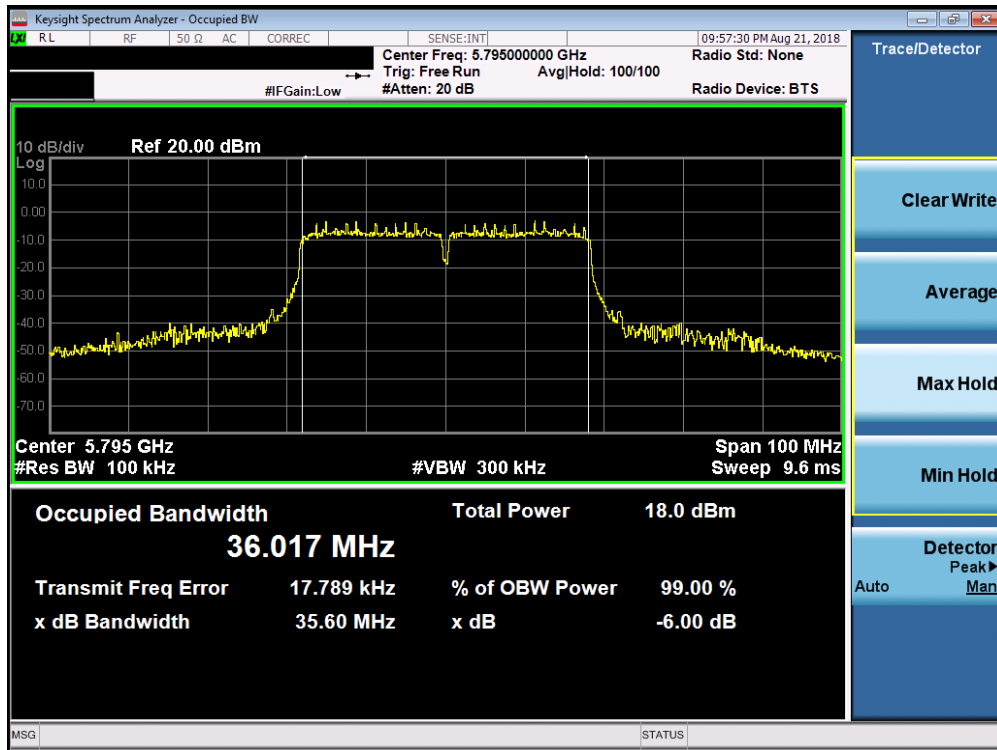 Keysight Spectrum Analyzer - Occupied BW
LXI RL RF 50 Ω AC CORREC SENSE:INT 09:57:30 PM Aug 21, 2018
Center Freq: 5.795000000 GHz Radio Std: None
Trig: Free Run Avg|Hold: 100/100
#IFGain:Low #Atten: 20 dB Radio Device: BTS
10 dB/div Ref 20.00 dBm
Log
10.0
0.00
-10.0
-20.0
-30.0
-40.0
-50.0
-60.0
-70.0
Center 5.795 GHz Span 100 MHz
#Res BW 100 kHz #VBW 300 kHz Sweep 9.6 ms
Occupied Bandwidth Total Power 18.0 dBm
36.017 MHz
Transmit Freq Error 17.789 kHz % of OBW Power 99.00 %
x dB Bandwidth 35.60 MHz x dB -6.00 dB
MSG STATUS
Trace/Detector
Clear Write
Average
Max Hold
Min Hold
Detector
Peak▶
Auto Man